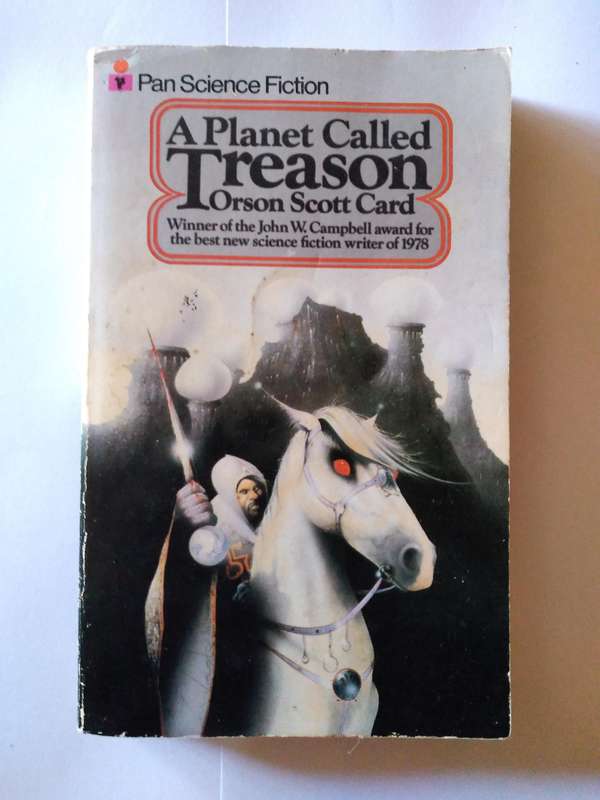 Pan Science Fiction
A Planet Called
Treason
Orson Scott Card
Winner of the John W. Campbell award for
the best new science fiction writer of 1978